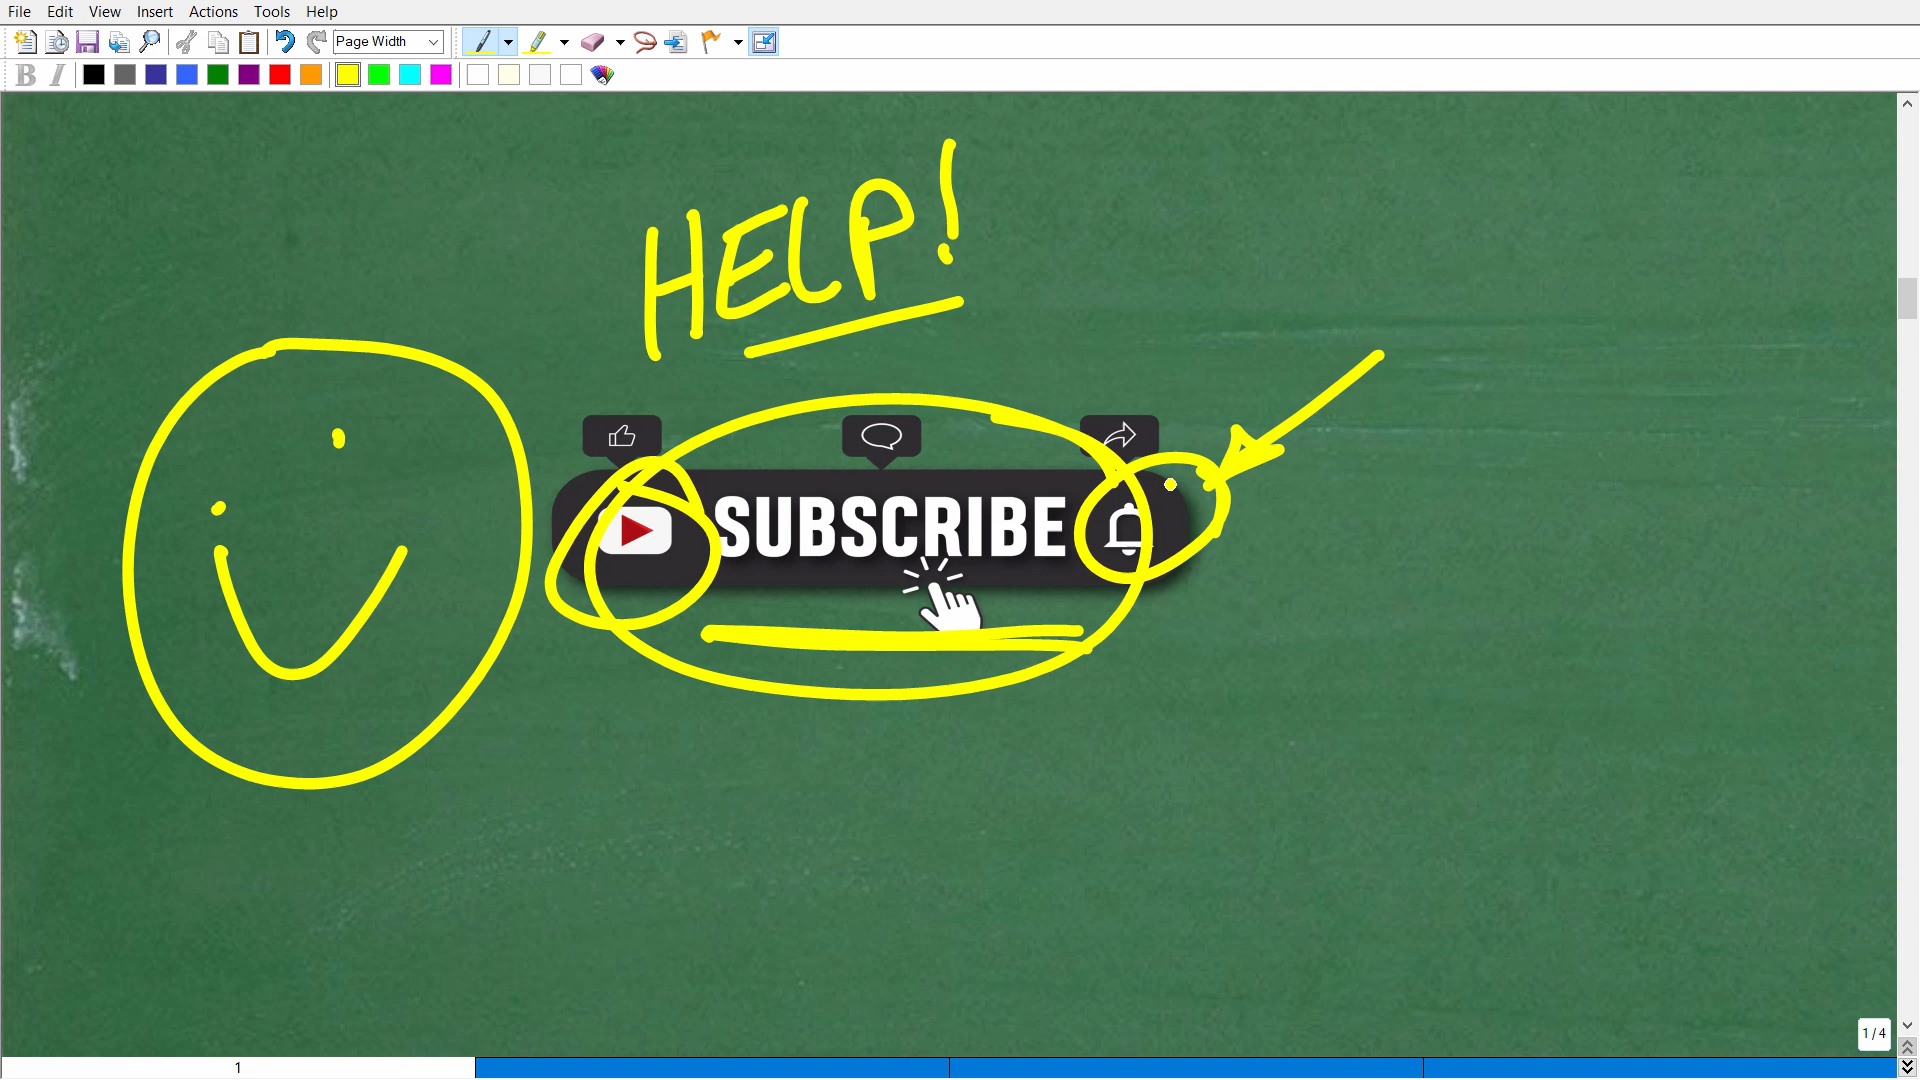 File Edit View Insert Actions Tools Help
Page Width
B I
HELP!
SUBSCRIBE
1 / 4
1